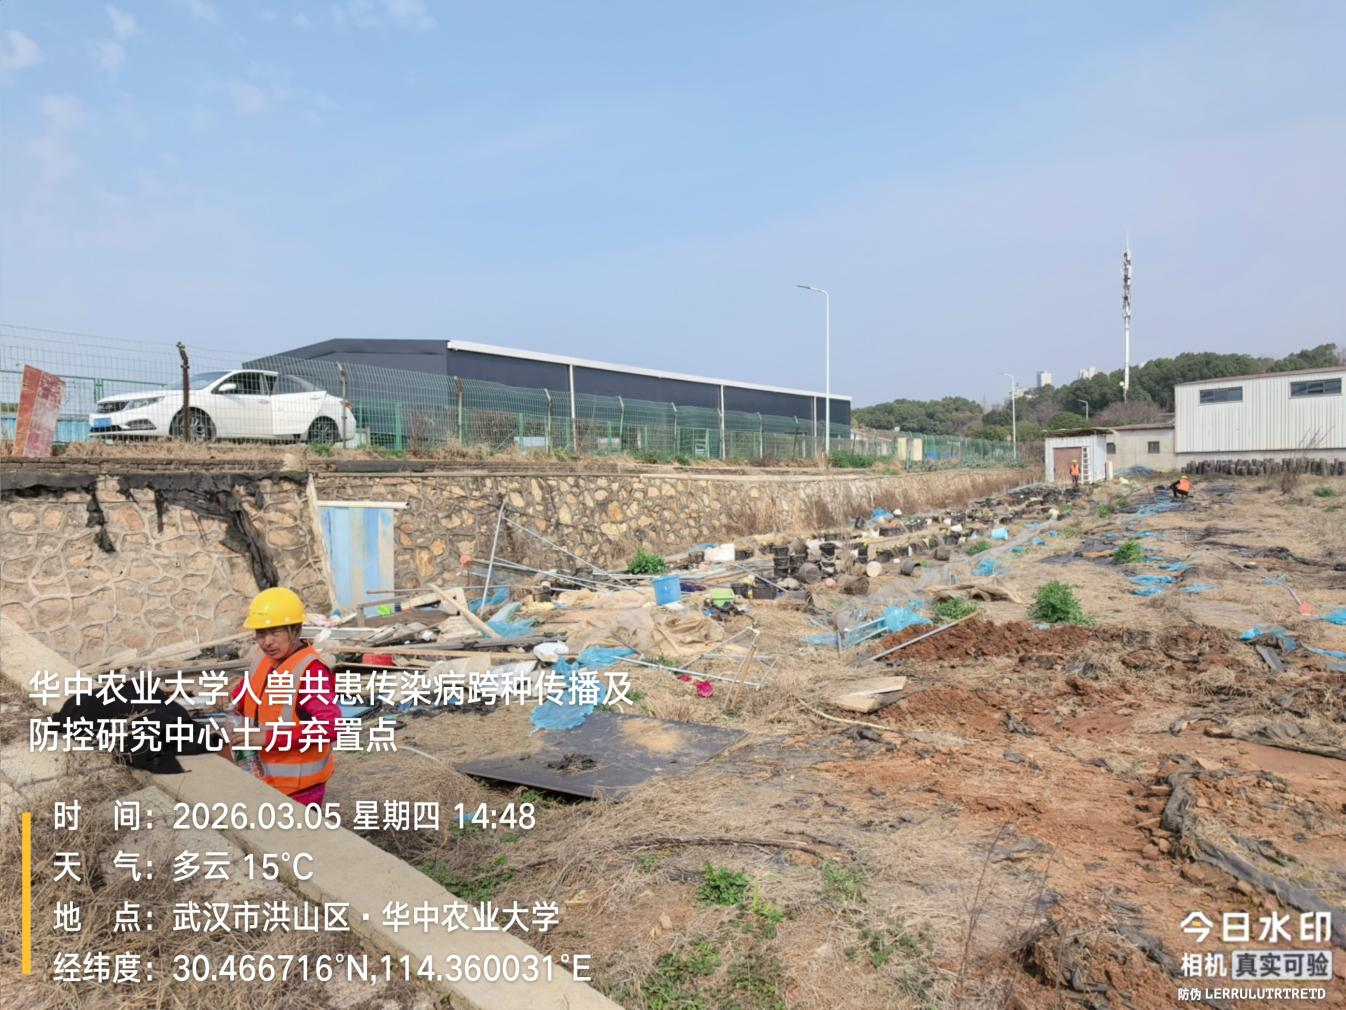 华中农业大学人兽共患传染病跨种传播及
防控研究中心土方弃置点
时 间：2026.03.05 星期四 14:48
天 气：多云 15°C
地 点：武汉市洪山区·华中农业大学
经纬度：30.466716°N,114.360031°E
今日水印
相机 真实可验
防伪 LERRULUTRTRETD